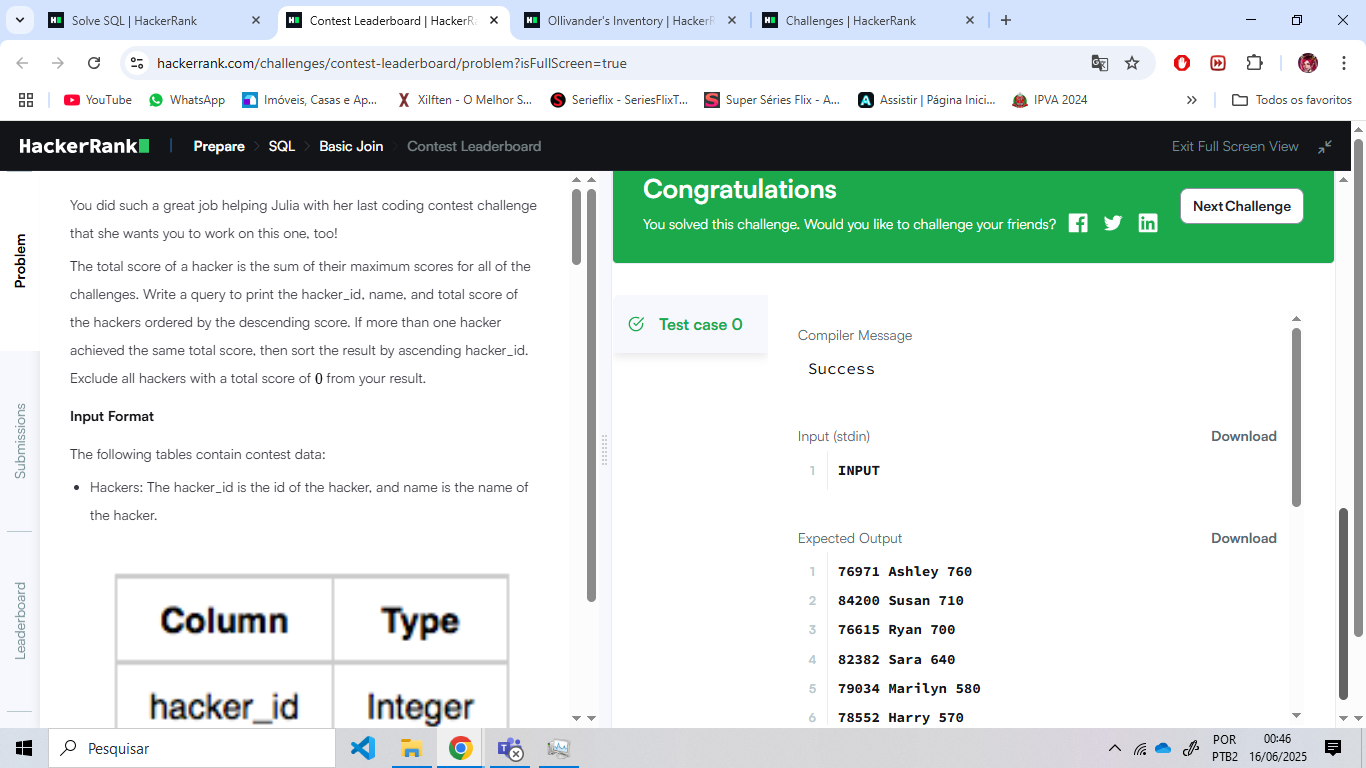 Solve SQL | HackerRank
Contest Leaderboard | HackerRa
Ollivander's Inventory | HackerR
Challenges | HackerRank
hackerrank.com/challenges/contest-leaderboard/problem?isFullScreen=true
YouTube
WhatsApp
Imóveis, Casas e Ap...
Xilften - O Melhor S...
Serieflix - SeriesFlixT...
Super Séries Flix - A...
Assistir | Página Inici...
IPVA 2024
Todos os favoritos
HackerRank
Prepare
SQL
Basic Join
Contest Leaderboard
Exit Full Screen View
Problem
Submissions
Leaderboard
You did such a great job helping Julia with her last coding contest challenge
that she wants you to work on this one, too!
The total score of a hacker is the sum of their maximum scores for all of the
challenges. Write a query to print the hacker_id, name, and total score of
the hackers ordered by the descending score. If more than one hacker
achieved the same total score, then sort the result by ascending hacker_id.
Exclude all hackers with a total score of 0 from your result.
Input Format
The following tables contain contest data:
• Hackers: The hacker_id is the id of the hacker, and name is the name of
the hacker.
Column Type
hacker_id Integer
Congratulations
You solved this challenge. Would you like to challenge your friends?
Next Challenge
Test case 0
Compiler Message
Success
Input (stdin)
Download
1 INPUT
Expected Output
Download
1 76971 Ashley 760
2 84200 Susan 710
3 76615 Ryan 700
4 82382 Sara 640
5 79034 Marilyn 580
6 78552 Harry 570
Pesquisar
POR
PTB2
00:46
16/06/2025